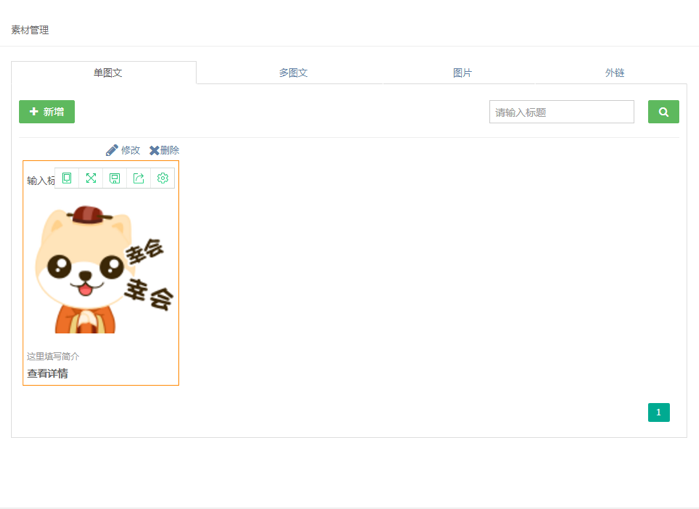 素材管理
单图文 多图文 图片 外链
新增 请输入标题
修改 删除
输入标
幸会
幸会
这里填写简介
查看详情
1